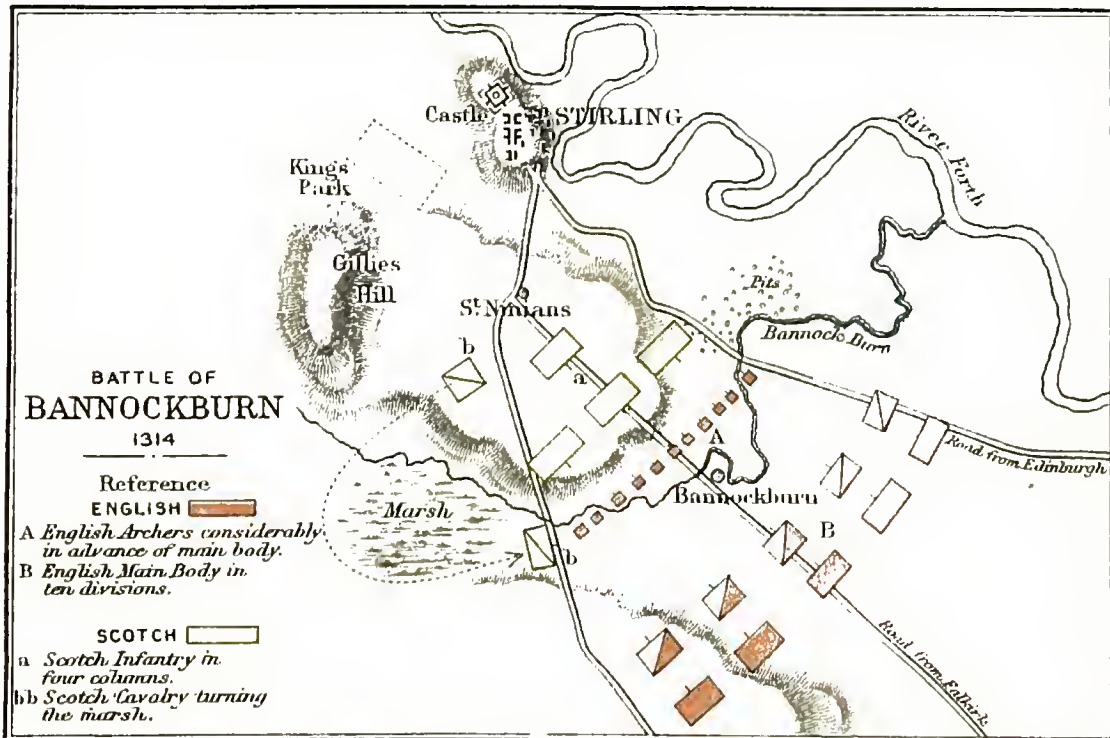 Castle
STIRLING
River Forth
Kings
Park
Gillies
Hill
St. Ninians
Pits
Bannock Burn
b
a
A
Bannockburn
Road from Edinburgh
B
Marsh
b
Road from Falkirk
BATTLE OF
BANNOCKBURN
1314
Reference
ENGLISH
A English Archers considerably
in advance of main body.
B English Main Body in
ten divisions.
SCOTCH
a Scotch Infantry in
four columns.
bb Scotch Cavalry turning
the marsh.